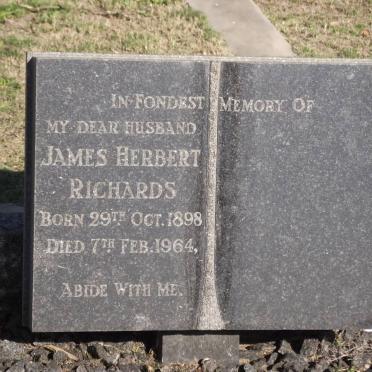 In Fondest Memory Of
My Dear Husband
James Herbert
Richards
Born 29th Oct. 1898
Died 7th Feb. 1964,
Abide With Me.